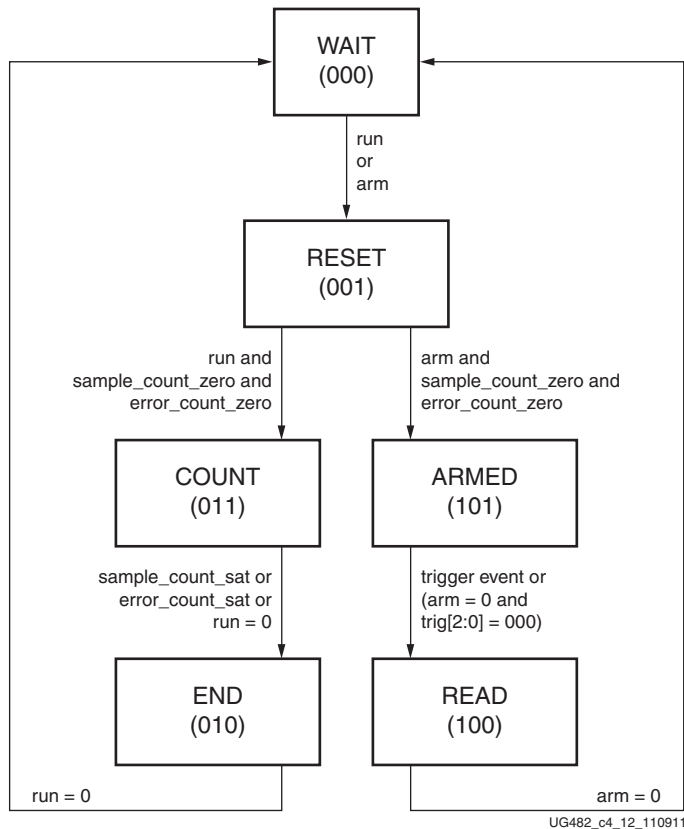 WAIT
(000)
run
or
arm
RESET
(001)
run and
sample_count_zero and
error_count_zero
arm and
sample_count_zero and
error_count_zero
COUNT
(011)
ARMED
(101)
sample_count_sat or
error_count_sat or
run = 0
trigger event or
(arm = 0 and
trig[2:0] = 000)
END
(010)
READ
(100)
run = 0
arm = 0
UG482_c4_12_110911